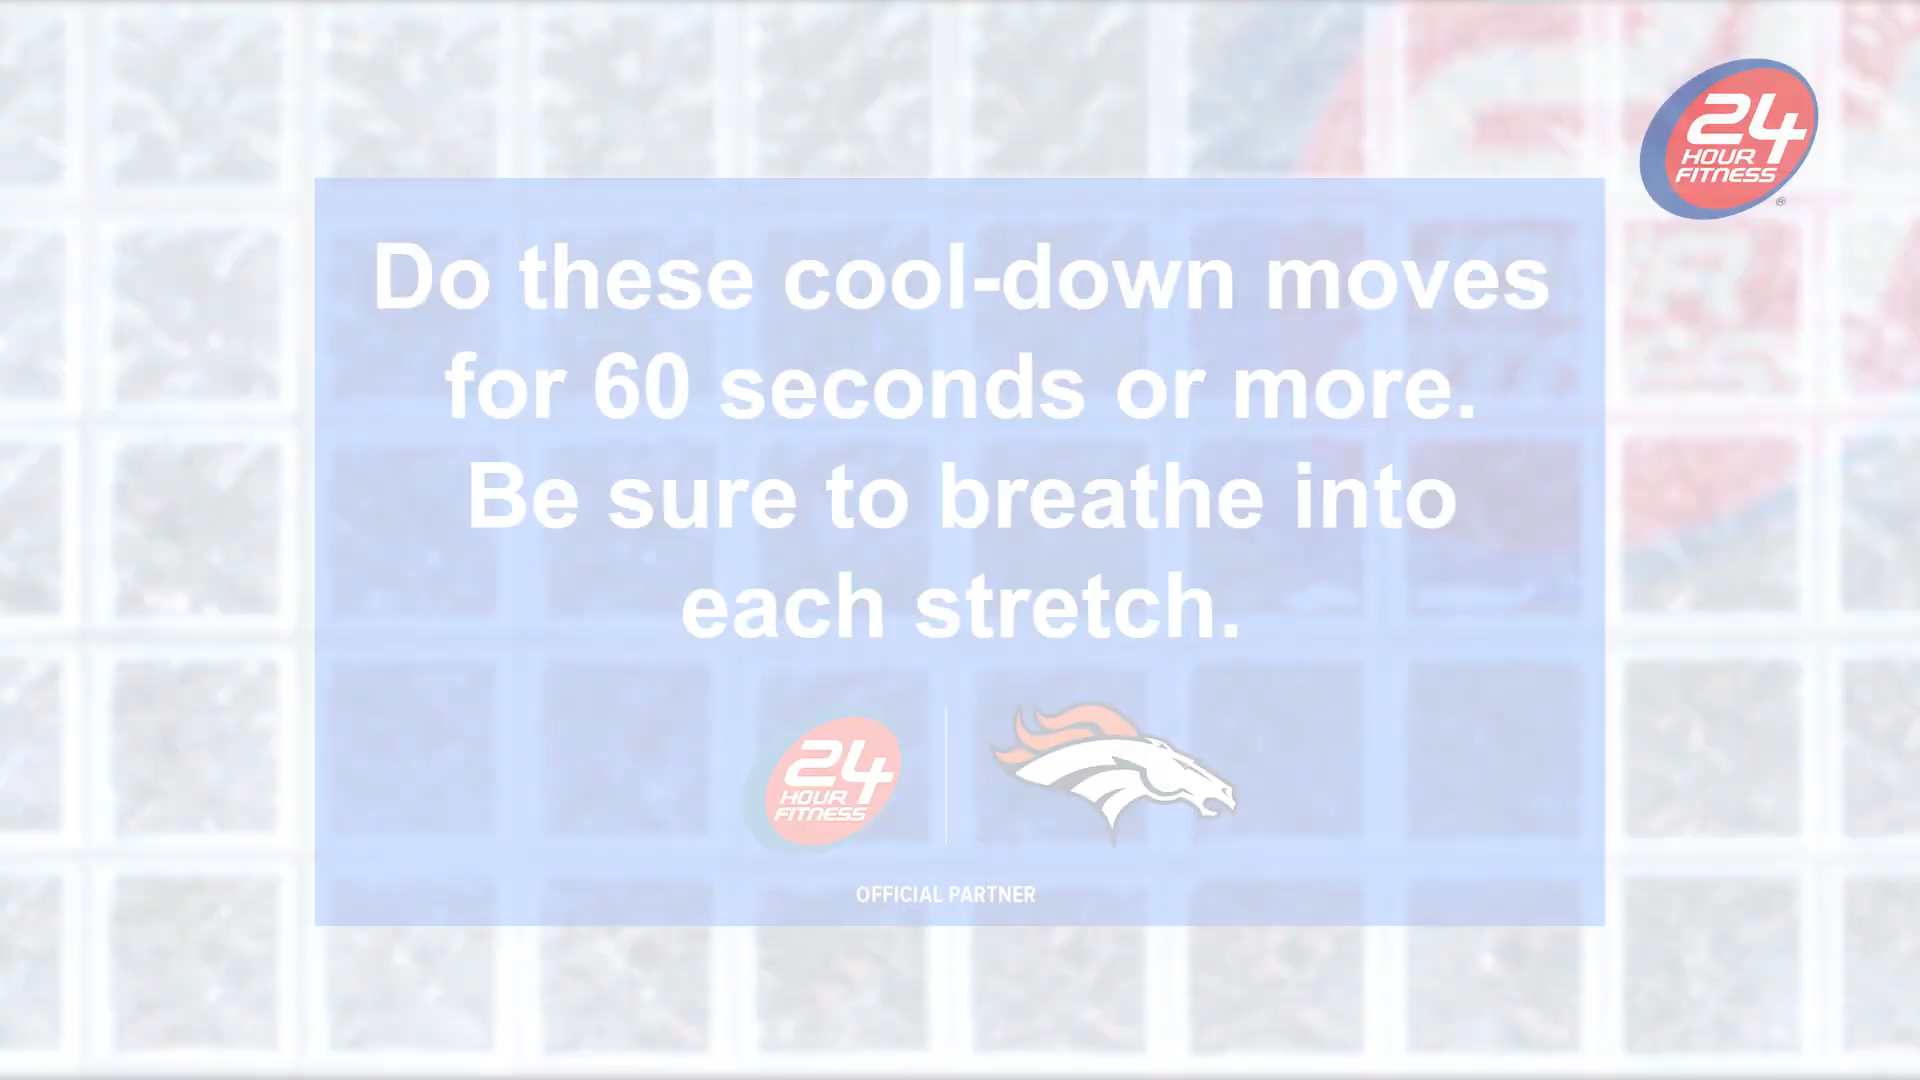 24
HOUR
FITNESS
®
Do these cool-down moves
for 60 seconds or more.
Be sure to breathe into
each stretch.
24
HOUR
FITNESS
OFFICIAL PARTNER